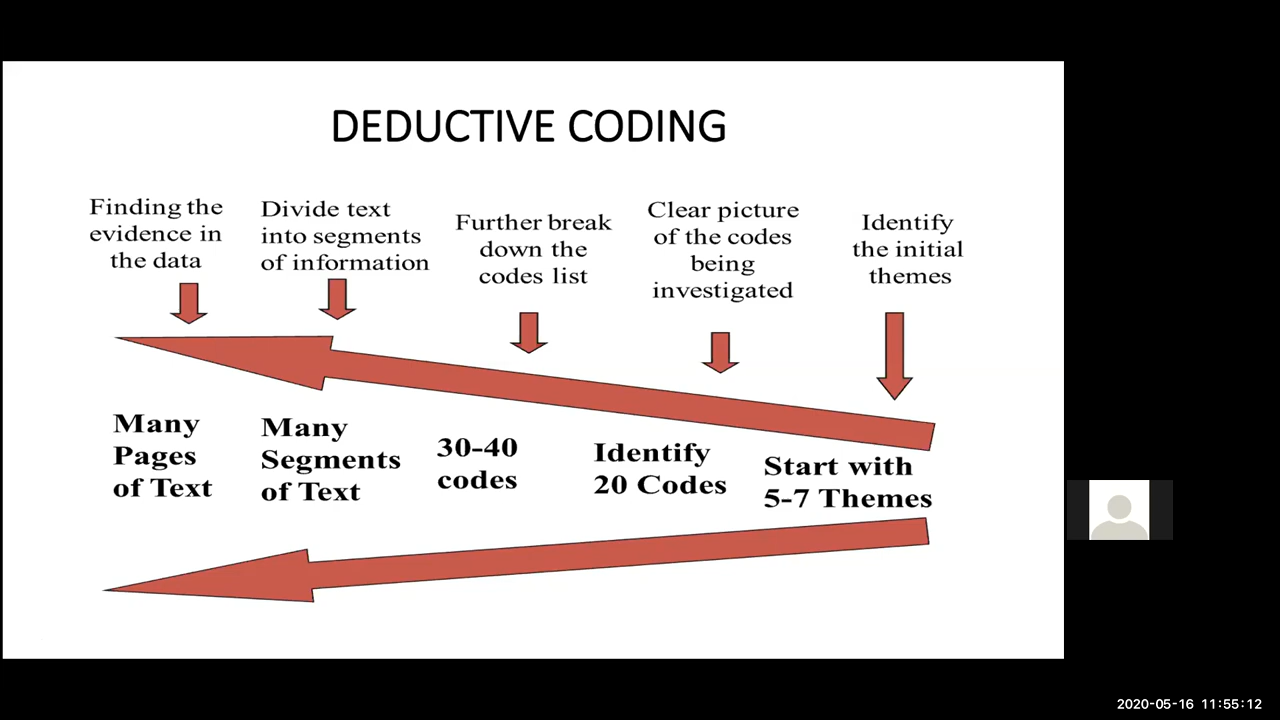 DEDUCTIVE CODING
Finding the
evidence in
the data
Divide text
into segments
of information
Further break
down the
codes list
Clear picture
of the codes
being
investigated
Identify
the initial
themes
Many
Pages
of Text
Many
Segments
of Text
30-40
codes
Identify
20 Codes
Start with
5-7 Themes
2020-05-16 11:55:12